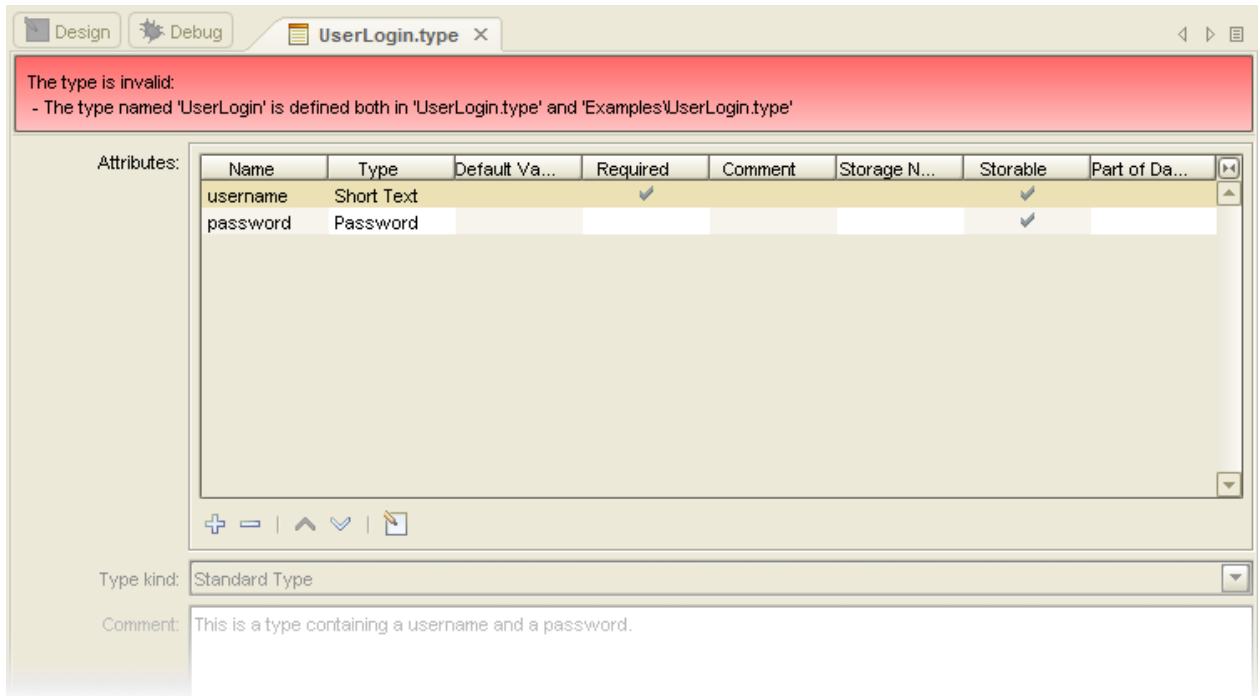 Design Debug UserLogin.type
The type is invalid:
- The type named 'UserLogin' is defined both in 'UserLogin.type' and 'Examples\UserLogin.type'
Attributes:
Name Type Default Va... Required Comment Storage N... Storable Part of Da...
username Short Text
password Password
Type kind: Standard Type
Comment: This is a type containing a username and a password.